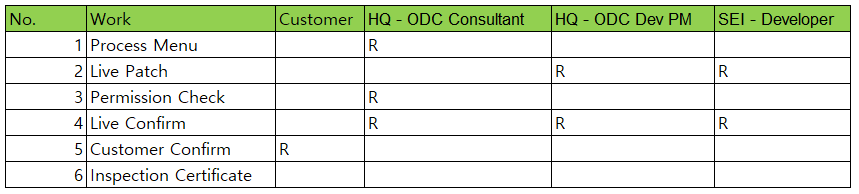 No. Work Customer HQ - ODC Consultant HQ - ODC Dev PM SEI - Developer
1 Process Menu R
2 Live Patch R R
3 Permission Check R
4 Live Confirm R R R
5 Customer Confirm R
6 Inspection Certificate